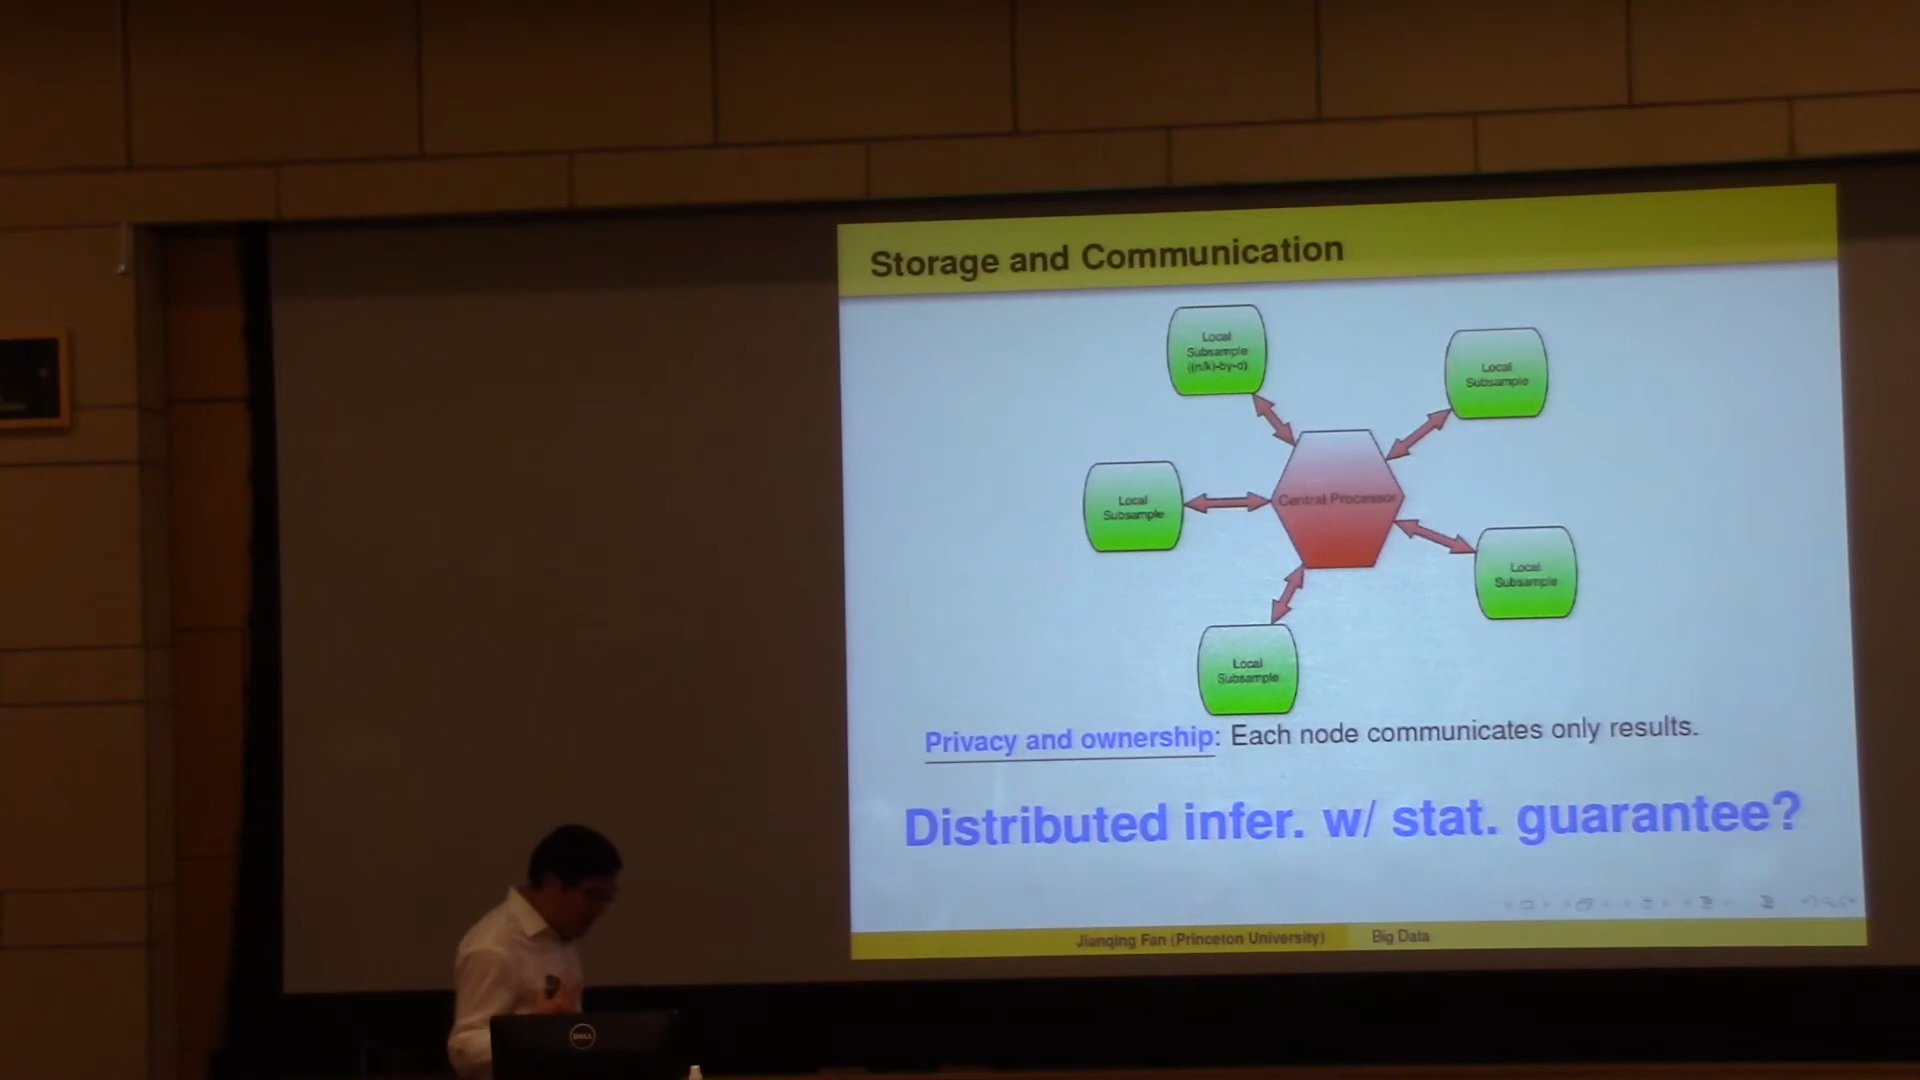 Storage and Communication
Local
Subsample
((n/k)-by-d)
Local
Subsample
Local
Subsample
Central Processor
Local
Subsample
Local
Subsample
Privacy and ownership: Each node communicates only results.
Distributed infer. w/ stat. guarantee?
Jianqing Fan (Princeton University)
Big Data
DELL